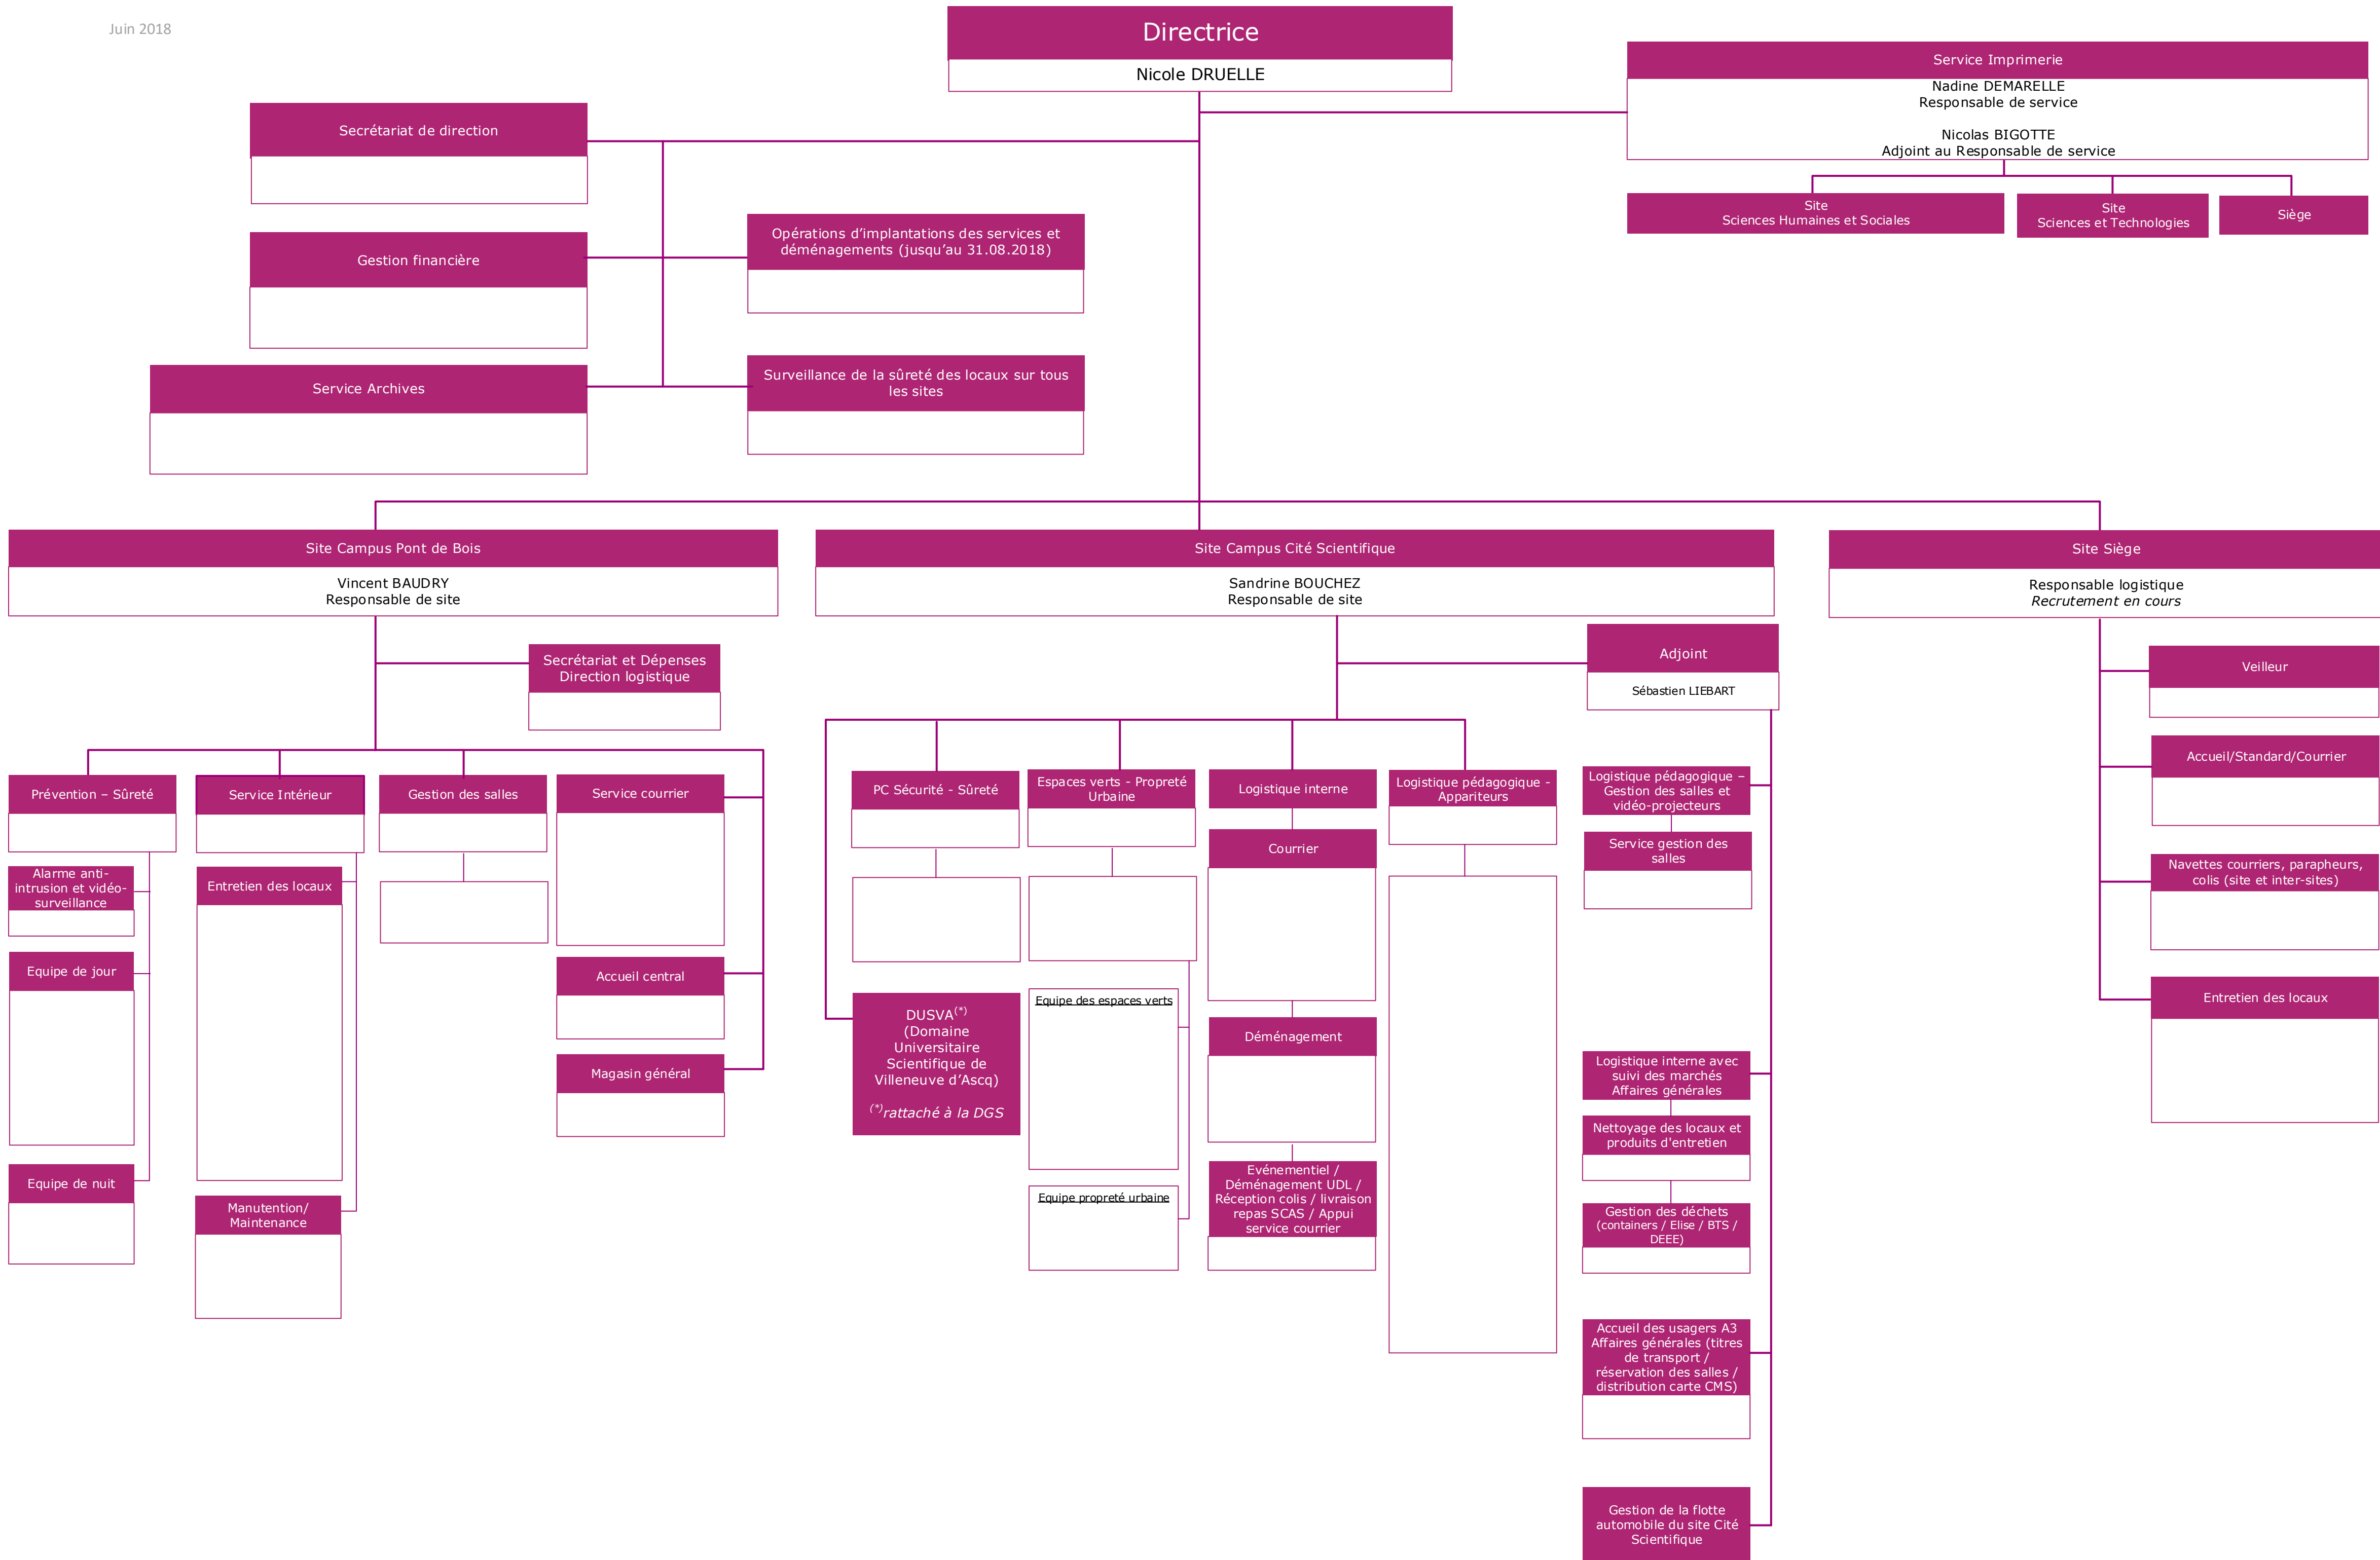 Juin 2018
Directrice
Nicole DRUELLE
Service Imprimerie
Nadine DEMARELLE
Responsable de service
Nicolas BIGOTTE
Adjoint au Responsable de service
Site
Sciences Humaines et Sociales
Site
Sciences et Technologies
Siège
Secrétariat de direction
Gestion financière
Opérations d’implantations des services et
déménagements (jusqu’au 31.08.2018)
Service Archives
Surveillance de la sûreté des locaux sur tous
les sites
Site Campus Pont de Bois
Vincent BAUDRY
Responsable de site
Secrétariat et Dépenses
Direction logistique
Prévention – Sûreté
Alarme anti-
intrusion et vidéo-
surveillance
Equipe de jour
Equipe de nuit
Service Intérieur
Entretien des locaux
Manutention/
Maintenance
Gestion des salles
Service courrier
Accueil central
Magasin général
Site Campus Cité Scientifique
Sandrine BOUCHEZ
Responsable de site
Adjoint
Sébastien LIEBART
PC Sécurité - Sûreté
DUSVA(*)
(Domaine
Universitaire
Scientifique de
Villeneuve d’Ascq)
(*)rattaché à la DGS
Espaces verts - Propreté
Urbaine
Equipe des espaces verts
Equipe propreté urbaine
Logistique interne
Courrier
Déménagement
Evénementiel /
Déménagement UDL /
Réception colis / livraison
repas SCAS / Appui
service courrier
Logistique pédagogique -
Appariteurs
Logistique pédagogique –
Gestion des salles et
vidéo-projecteurs
Service gestion des
salles
Logistique interne avec
suivi des marchés
Affaires générales
Nettoyage des locaux et
produits d'entretien
Gestion des déchets
(containers / Elise / BTS /
DEEE)
Accueil des usagers A3
Affaires générales (titres
de transport /
réservation des salles /
distribution carte CMS)
Gestion de la flotte
automobile du site Cité
Scientifique
Site Siège
Responsable logistique
Recrutement en cours
Veilleur
Accueil/Standard/Courrier
Navettes courriers, parapheurs,
colis (site et inter-sites)
Entretien des locaux